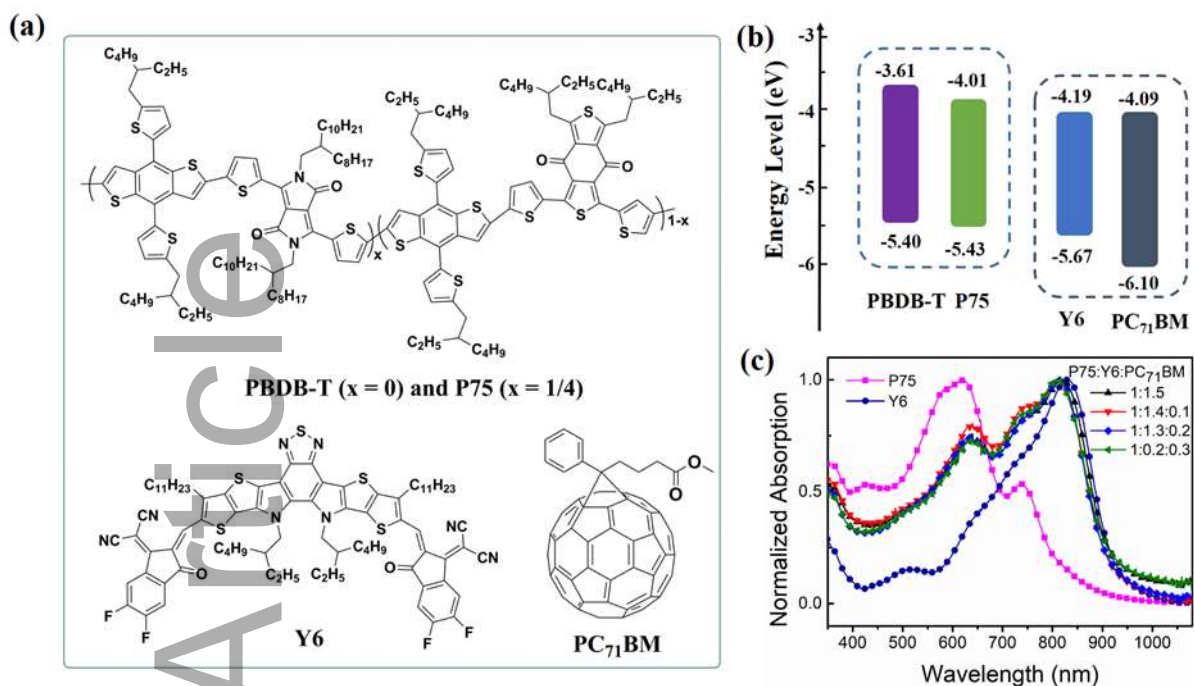 (a)
C4H9
C2H5
S
S
S
S
S
C4H9
C2H5
C10H21
C8H17
N
O
O
N
S
x
C10H21
C8H17
C2H5
C4H9
S
S
S
S
C2H5
C4H9
C2H5 C2H5
C4H9 C4H9
S
O
O
S
S
S
1-x
PBDB-T (x = 0) and P75 (x = 1/4)
S
N N
C11H23
S
S
C11H23
S
N N
S
CN
NC
C4H9
C4H9
C2H5
C2H5
O
O
NC
CN
F
F
F
F
Y6
O
O
PC71BM
Article
(b)
Energy Level (eV)
-3
-4
-5
-6
-3.61
-4.01
-4.19
-4.09
-5.40
-5.43
-5.67
-6.10
PBDB-T P75
Y6 PC71BM
(c)
Normalized Absorption
1.0
0.5
0.0
P75
Y6
P75:Y6:PC71BM
1:1.5
1:1.4:0.1
1:1.3:0.2
1:0.2:0.3
400 500 600 700 800 900 1000
Wavelength (nm)